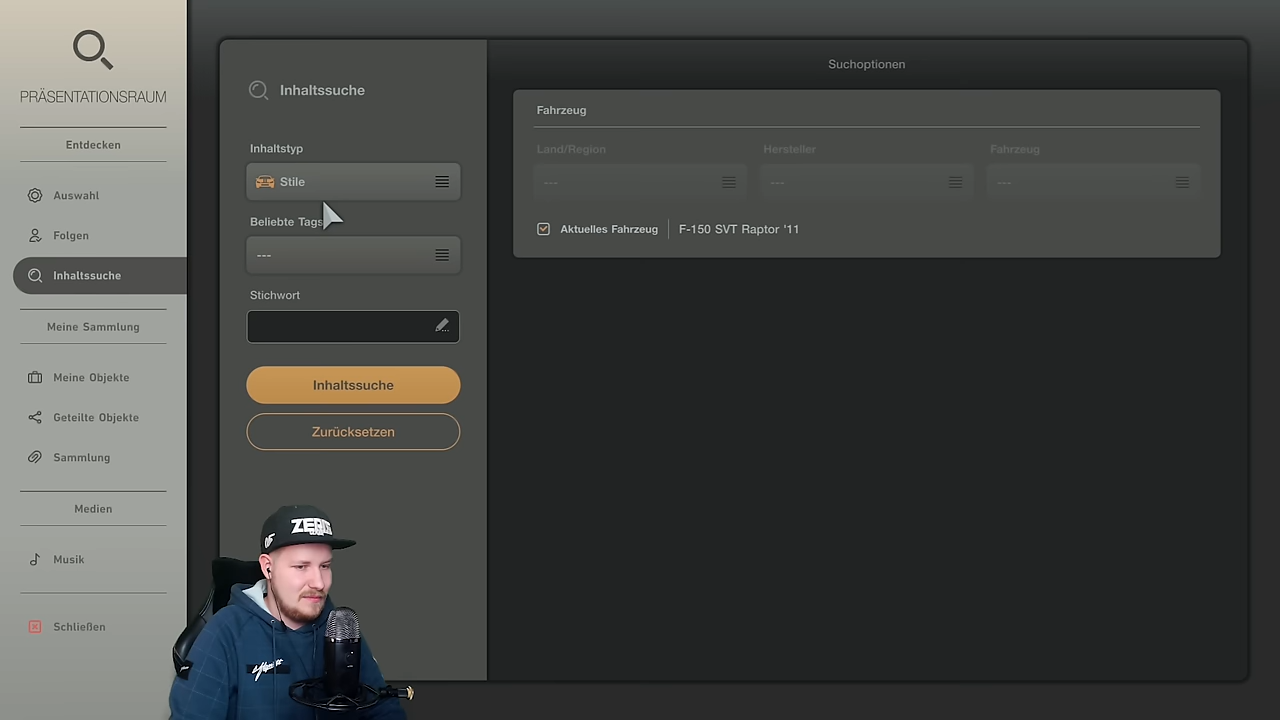 PRÄSENTATIONSRAUM
Entdecken
Auswahl
Folgen
Inhaltssuche
Meine Sammlung
Meine Objekte
Geteilte Objekte
Sammlung
Medien
Musik
Schließen
Inhaltssuche
Inhaltstyp
Stile
Beliebte Tags
---
Stichwort
Inhaltssuche
Zurücksetzen
Suchoptionen
Fahrzeug
Land/Region Hersteller Fahrzeug
--- --- ---
Aktuelles Fahrzeug F-150 SVT Raptor '11